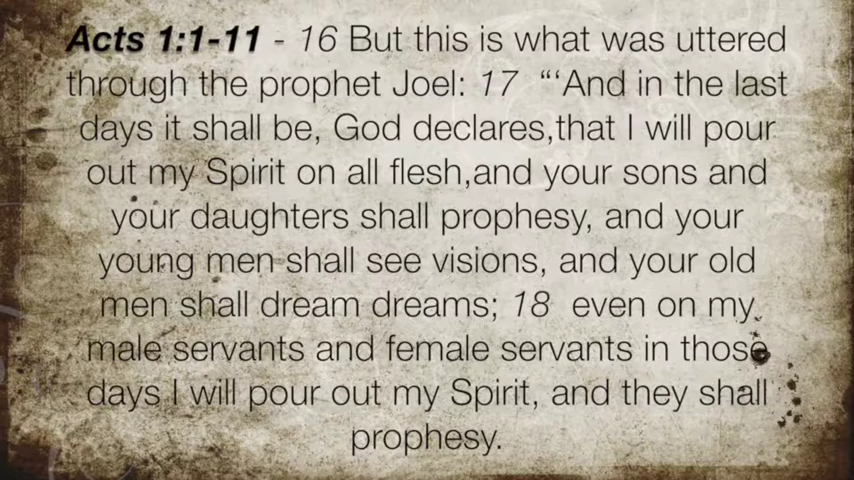 Acts 1:1-11 - 16 But this is what was uttered
through the prophet Joel: 17 “‘And in the last
days it shall be, God declares,that I will pour
out my Spirit on all flesh,and your sons and
your daughters shall prophesy, and your
young men shall see visions, and your old
men shall dream dreams; 18 even on my
male servants and female servants in those
days I will pour out my Spirit, and they shall
prophesy.